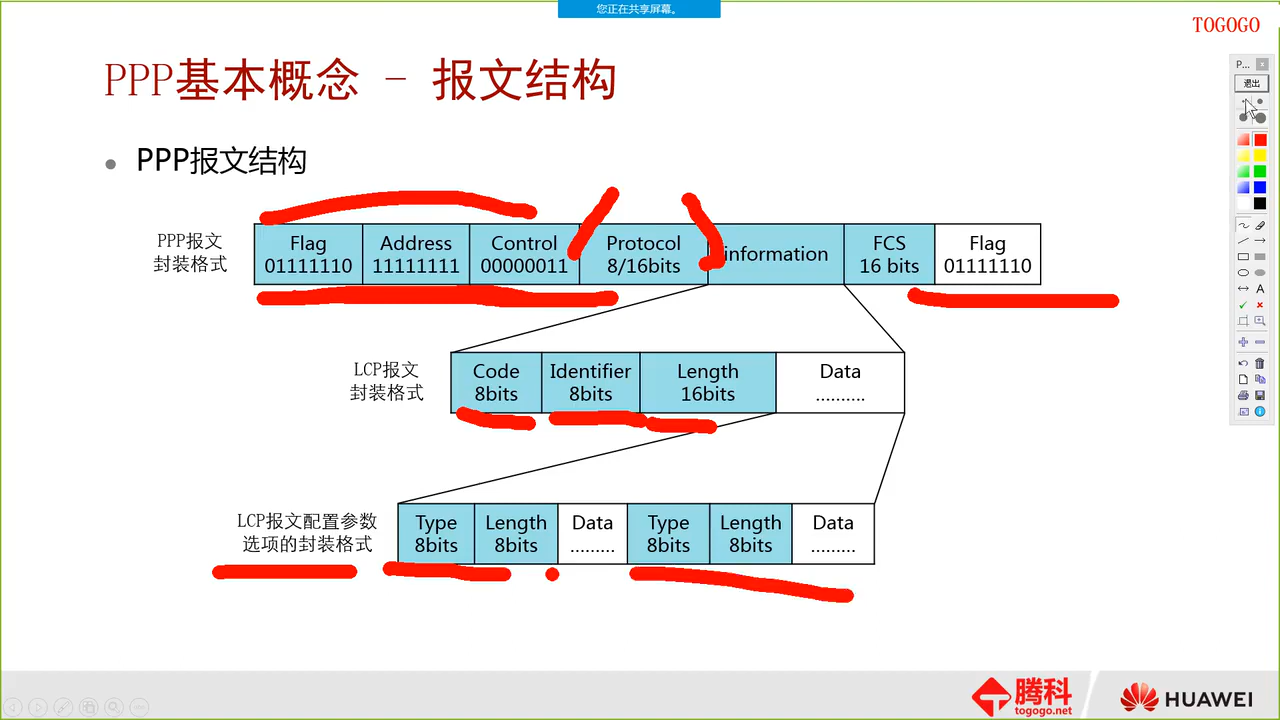 您正在共享屏幕。
TOGOGO
P...
退出
PPP基本概念 - 报文结构
PPP报文结构
PPP报文
封装格式
Flag
01111110
Address
11111111
Control
00000011
Protocol
8/16bits
information
FCS
16 bits
Flag
01111110
LCP报文
封装格式
Code
8bits
Identifier
8bits
Length
16bits
Data
..........
LCP报文配置参数
选项的封装格式
Type
8bits
Length
8bits
Data
.........
Type
8bits
Length
8bits
Data
.........
腾科
togogo.net
HUAWEI